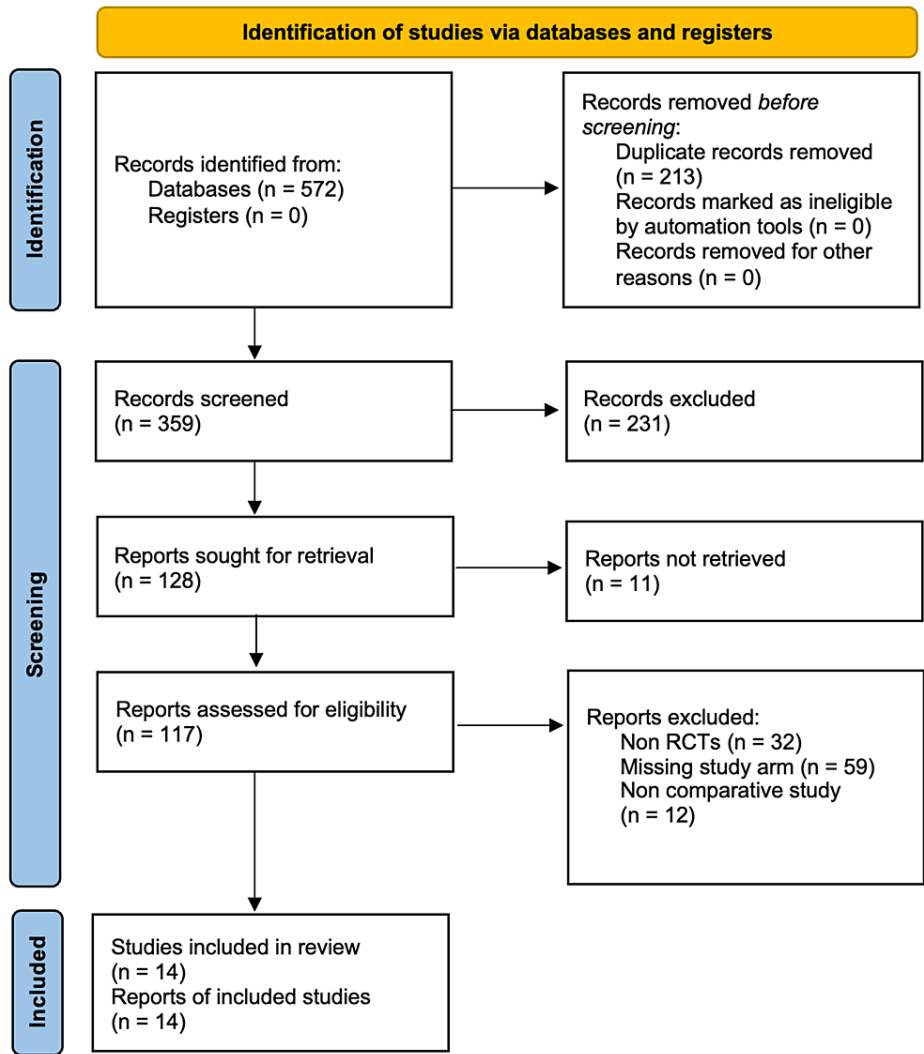 Identification of studies via databases and registers
Identification
Records identified from:
Databases (n = 572)
Registers (n = 0)
Records removed before
screening:
Duplicate records removed
(n = 213)
Records marked as ineligible
by automation tools (n = 0)
Records removed for other
reasons (n = 0)
Screening
Records screened
(n = 359)
Records excluded
(n = 231)
Reports sought for retrieval
(n = 128)
Reports not retrieved
(n = 11)
Reports assessed for eligibility
(n = 117)
Reports excluded:
Non RCTs (n = 32)
Missing study arm (n = 59)
Non comparative study
(n = 12)
Included
Studies included in review
(n = 14)
Reports of included studies
(n = 14)